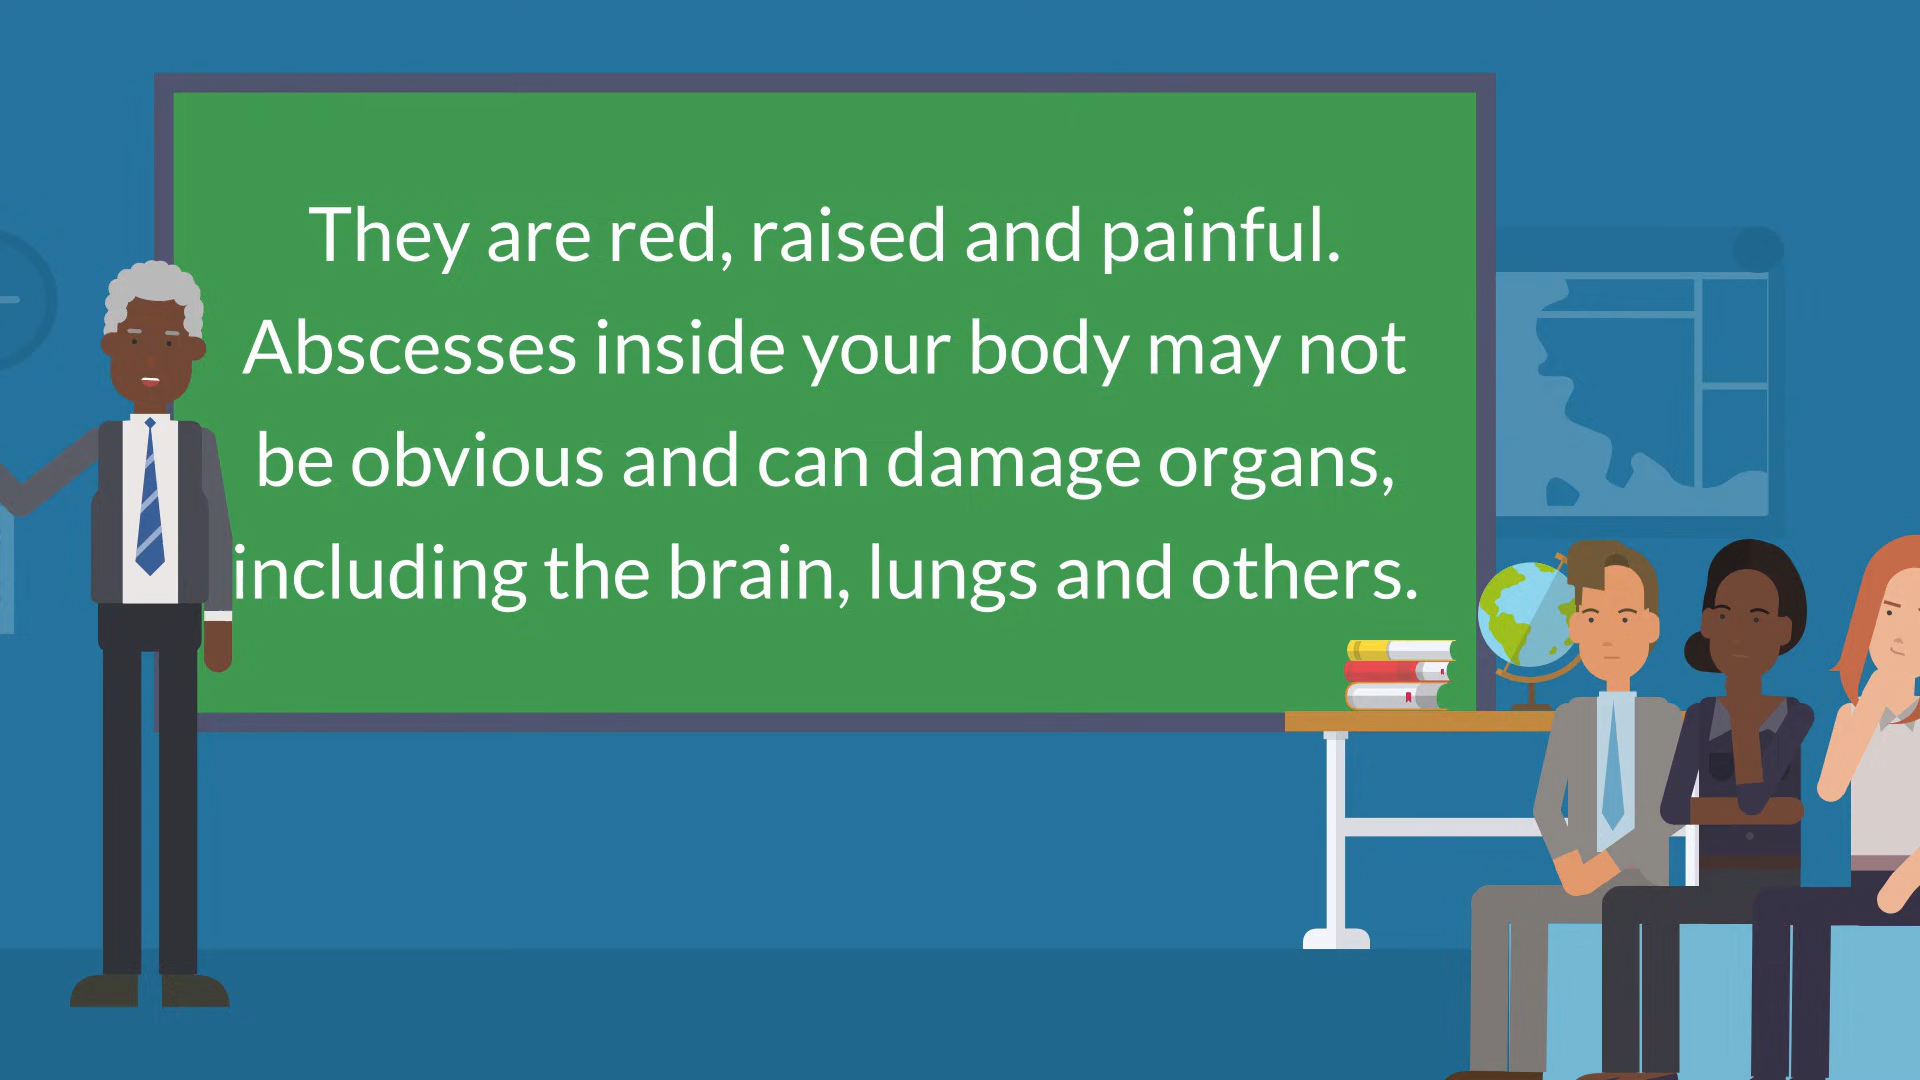 They are red, raised and painful.
Abscesses inside your body may not
be obvious and can damage organs,
including the brain, lungs and others.